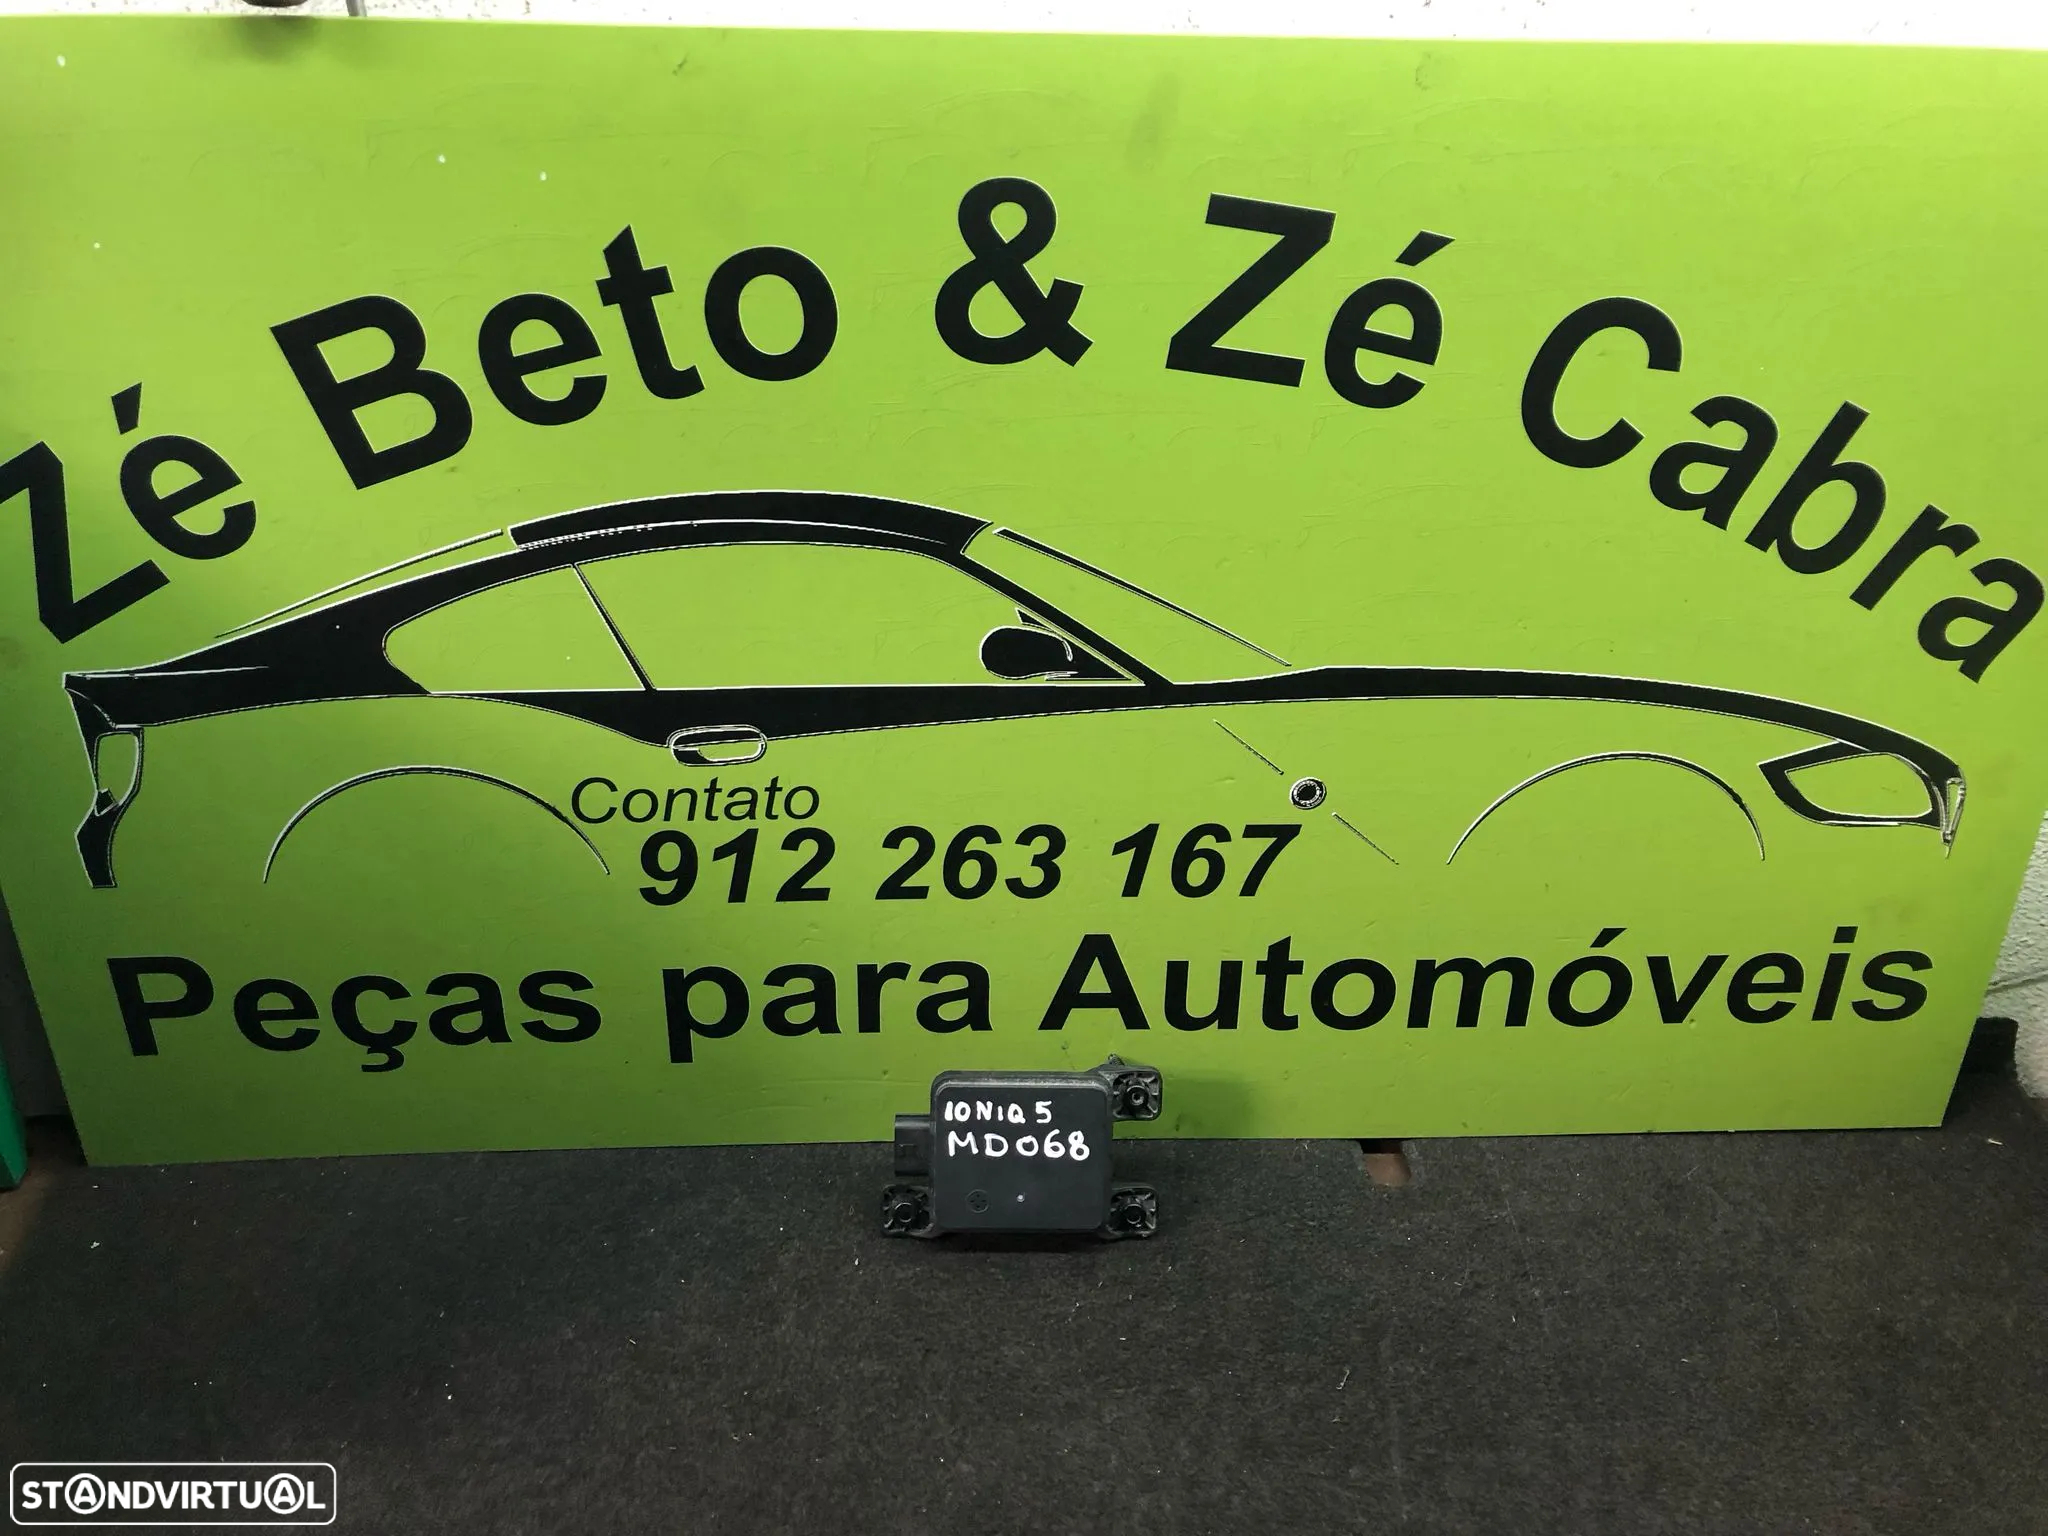 Zé Beto & Zé Cabra
Contato
912 263 167
Peças para Automóveis
IONIQ 5
MD068
STANDVIRTUAL